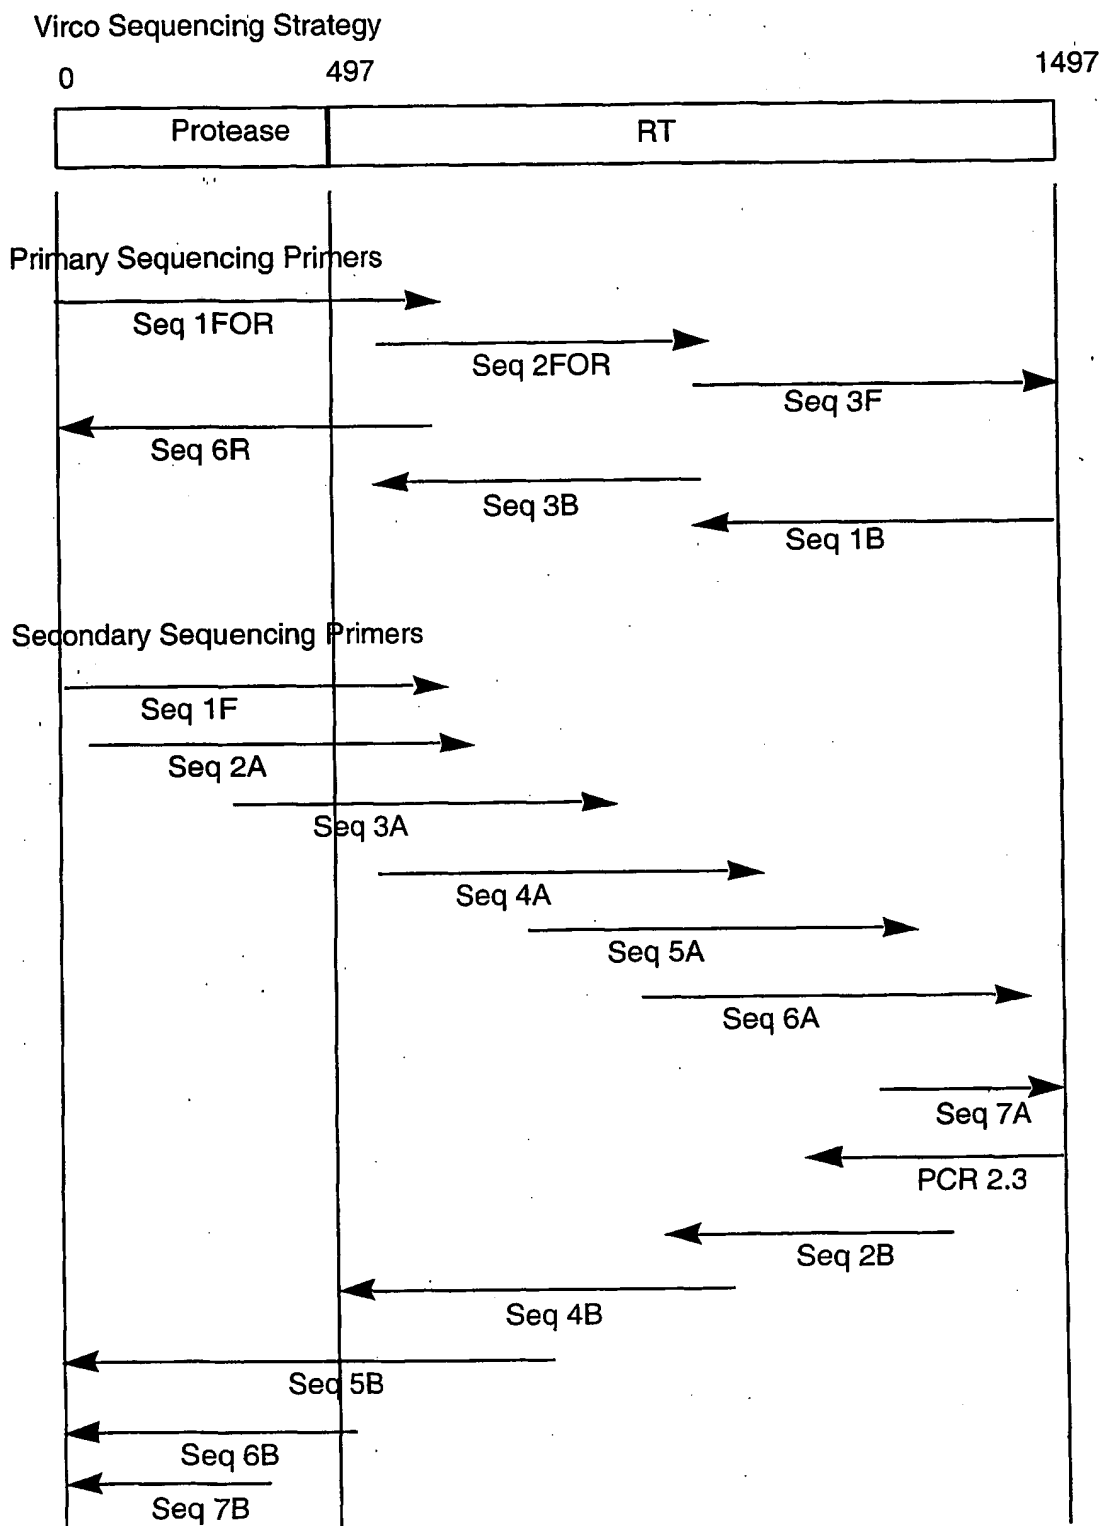 Virco Sequencing Strategy
0 497 1497
Protease RT
Primary Sequencing Primers
Seq 1FOR
Seq 2FOR
Seq 3F
Seq 6R
Seq 3B
Seq 1B
Secondary Sequencing Primers
Seq 1F
Seq 2A
Seq 3A
Seq 4A
Seq 5A
Seq 6A
Seq 7A
PCR 2.3
Seq 2B
Seq 4B
Seq 5B
Seq 6B
Seq 7B